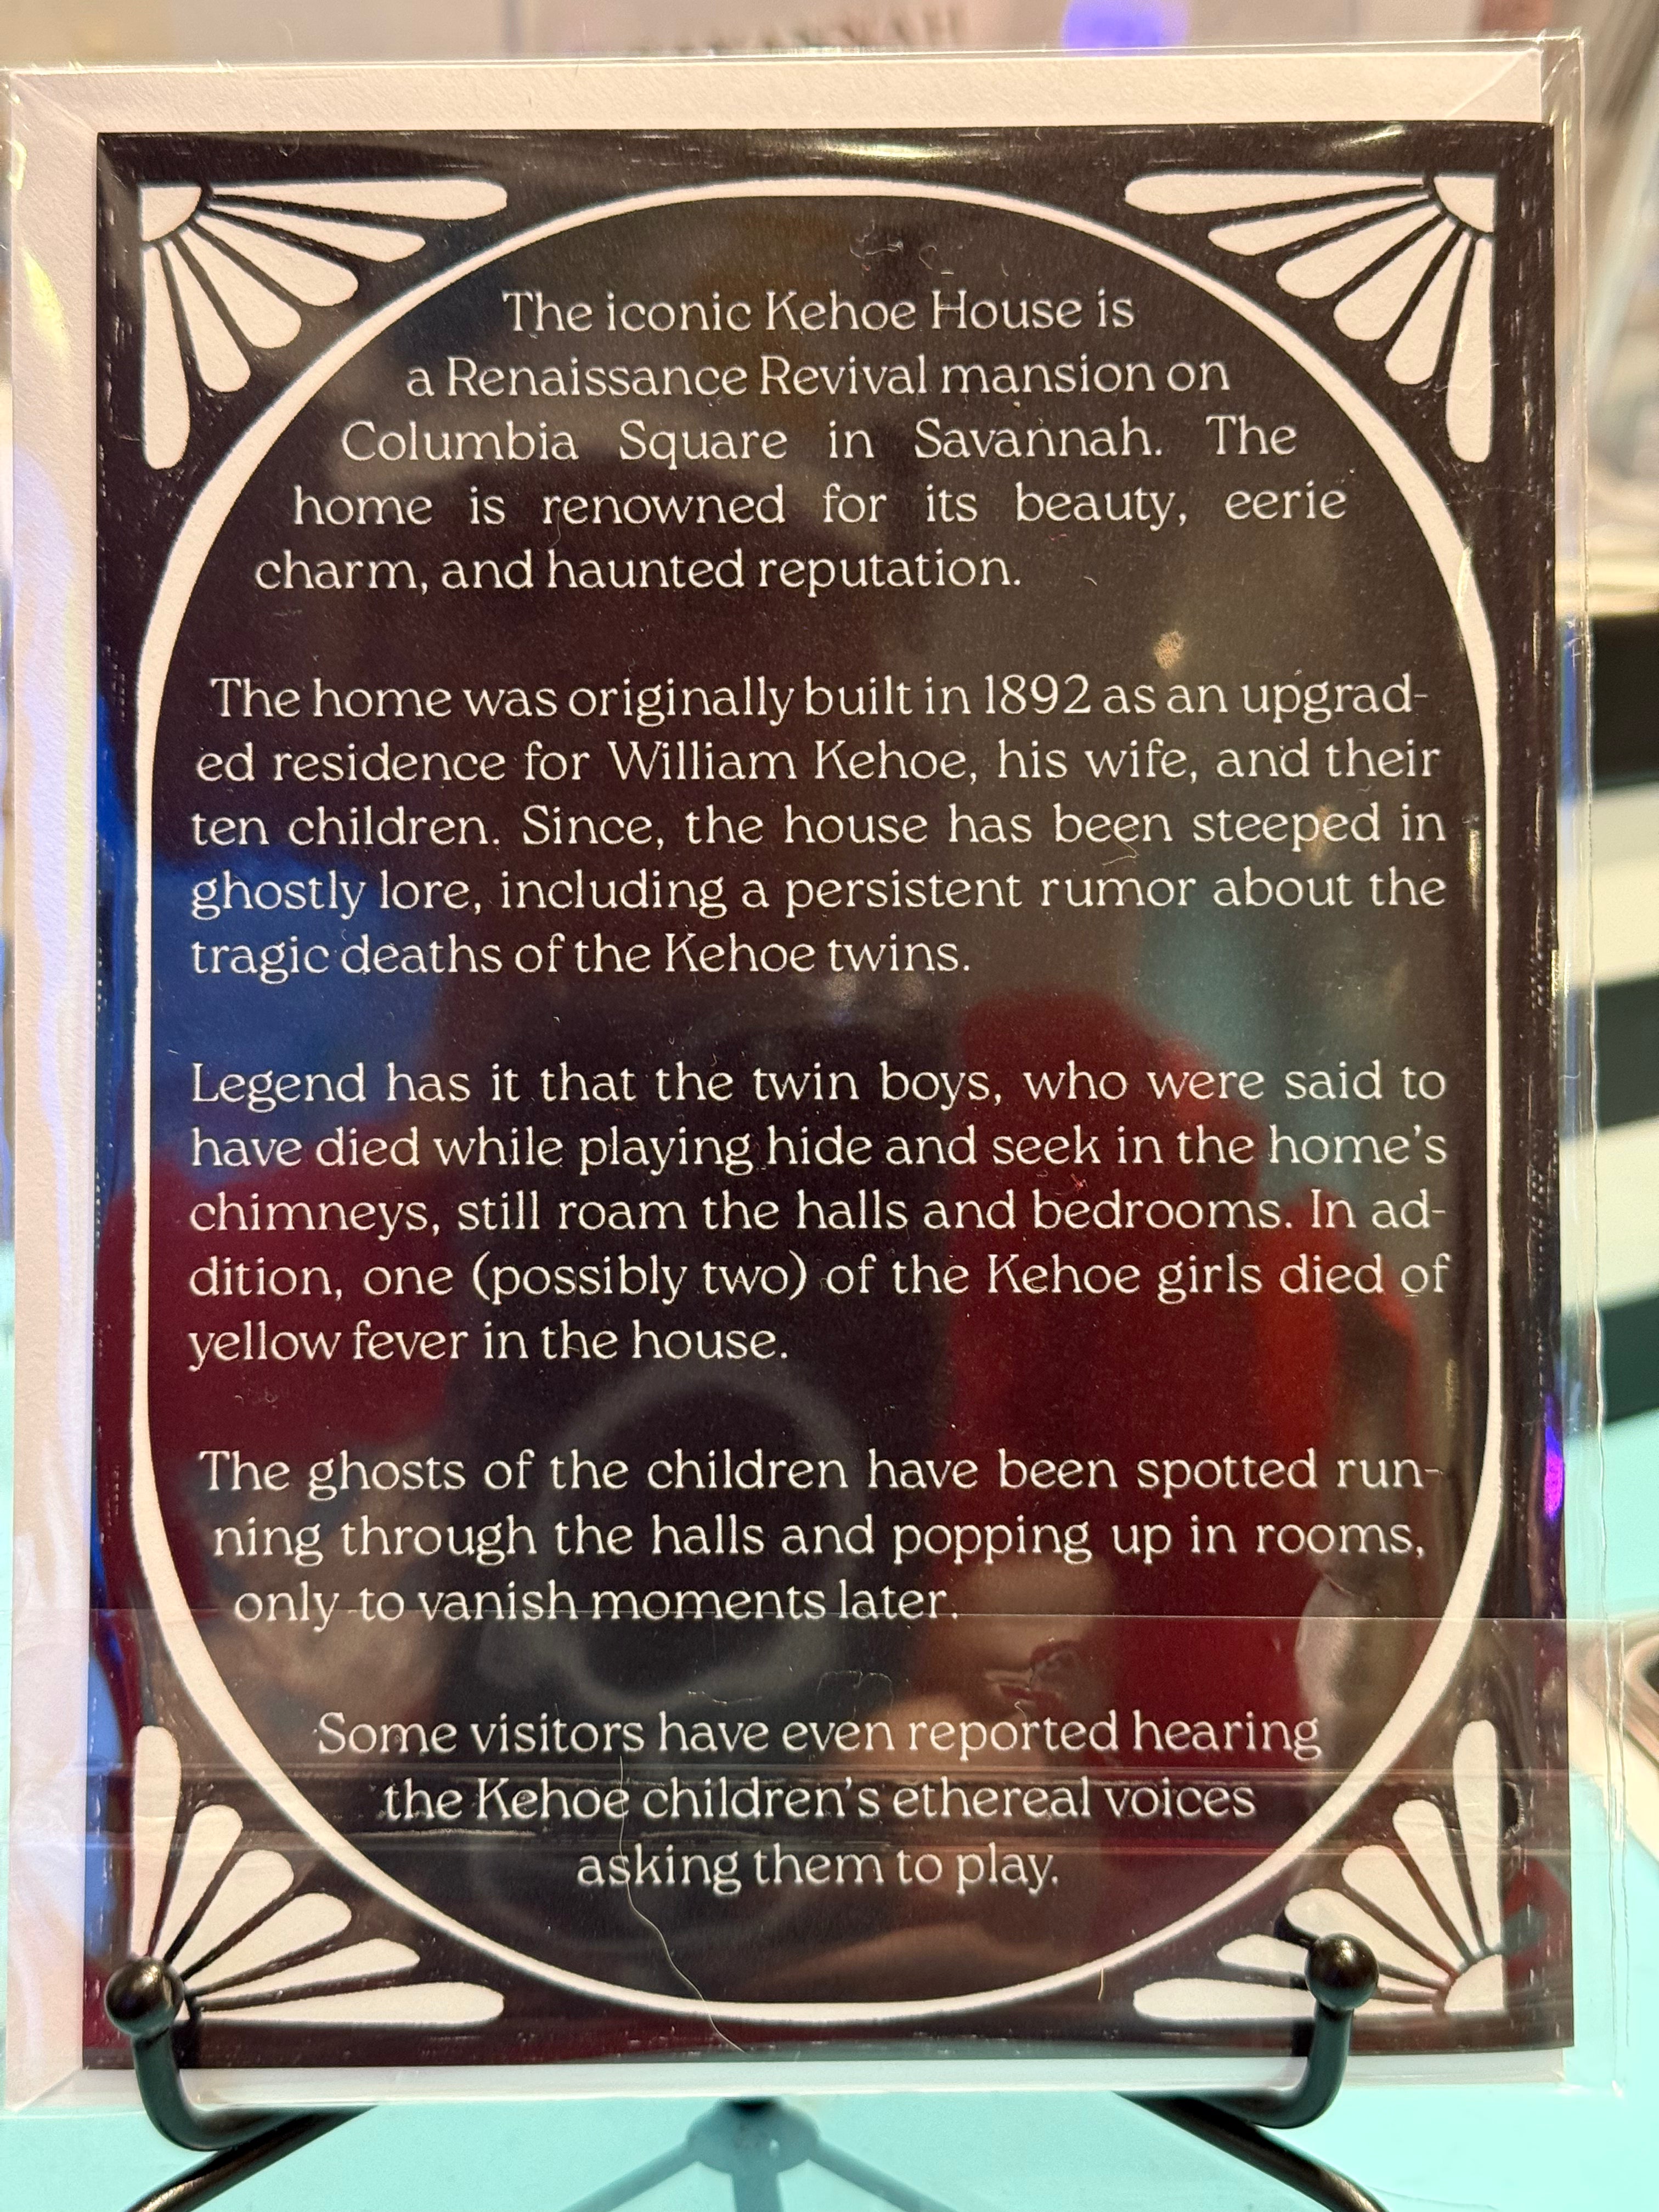 The iconic Kehoe House is
a Renaissance Revival mansion on
Columbia Square in Savannah. The
home is renowned for its beauty, eerie
charm, and haunted reputation.
The home was originally built in 1892 as an upgrad-
ed residence for William Kehoe, his wife, and their
ten children. Since, the house has been steeped in
ghostly lore, including a persistent rumor about the
tragic deaths of the Kehoe twins.
Legend has it that the twin boys, who were said to
have died while playing hide and seek in the home's
chimneys, still roam the halls and bedrooms. In ad-
dition, one (possibly two) of the Kehoe girls died of
yellow fever in the house.
The ghosts of the children have been spotted run-
ning through the halls and popping up in rooms,
only to vanish moments later.
Some visitors have even reported hearing
the Kehoe children's ethereal voices
asking them to play.